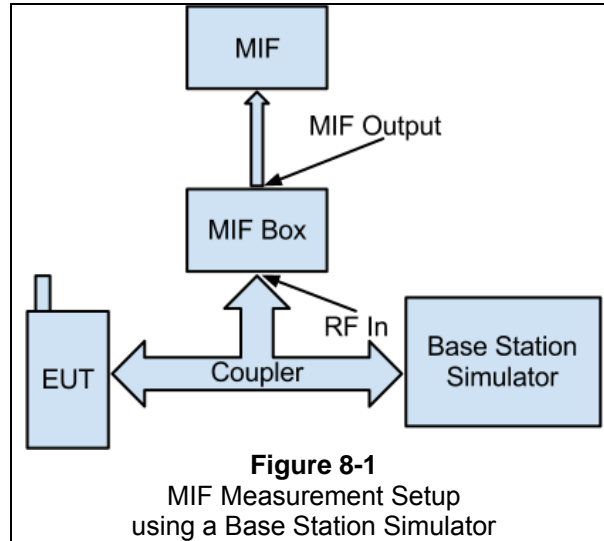 MIF
MIF Output
MIF Box
RF In
EUT
Coupler
Base Station
Simulator
Figure 8-1
MIF Measurement Setup
using a Base Station Simulator